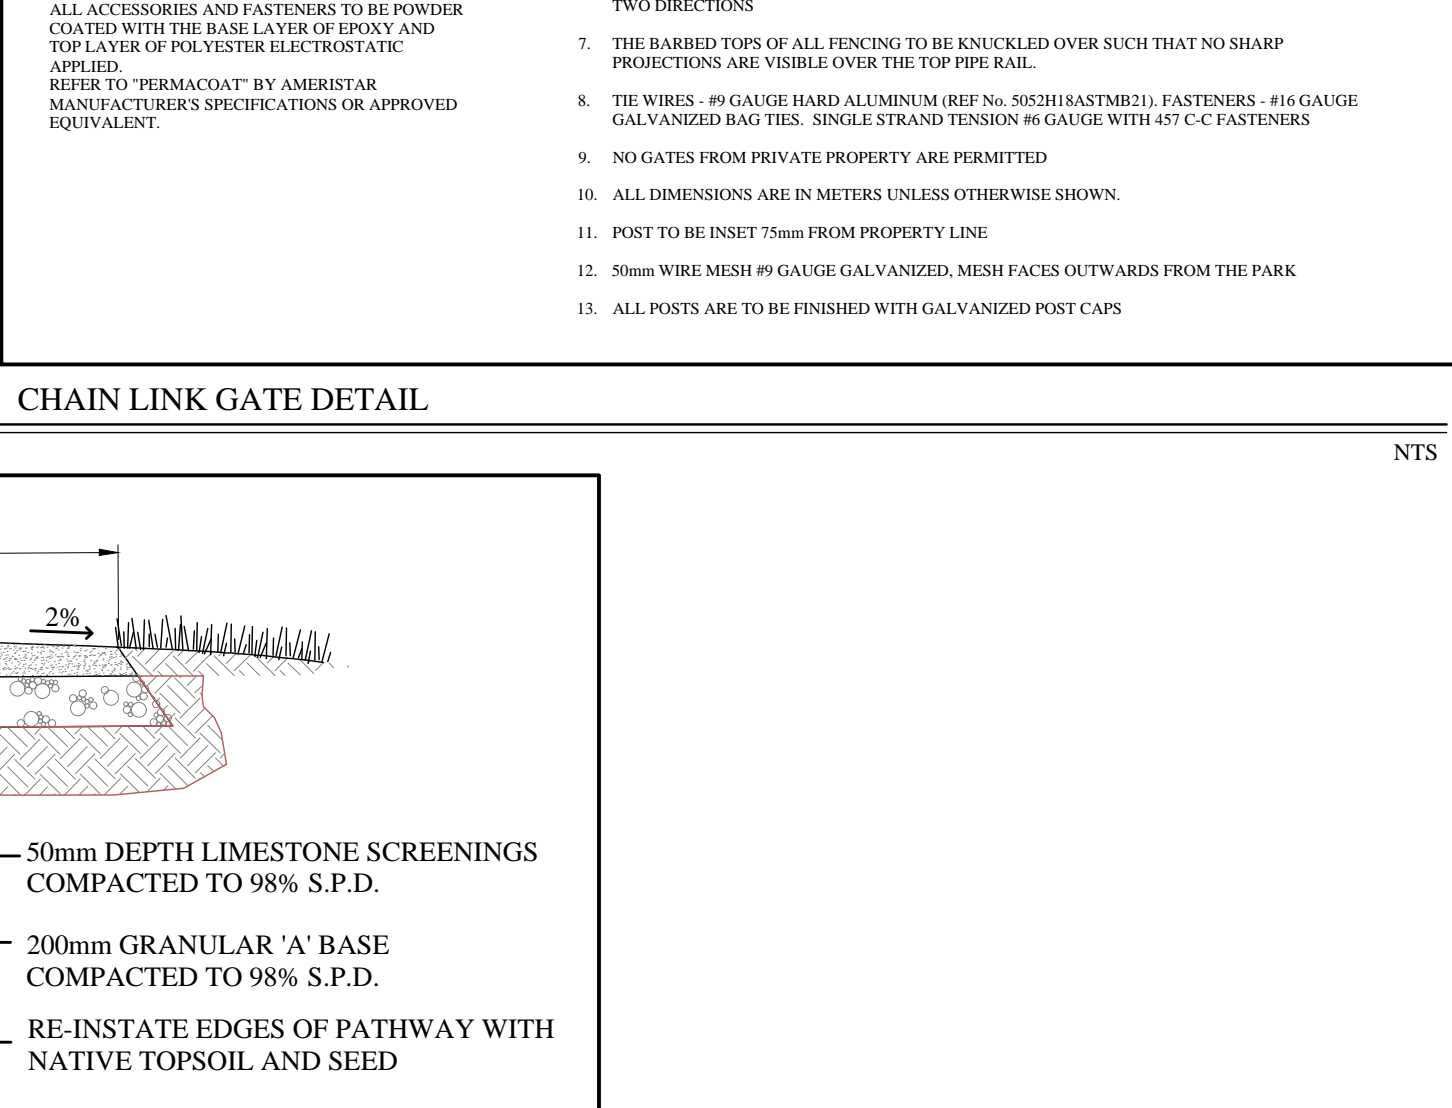 ALL ACCESSORIES AND FASTENERS TO BE POWDER
COATED WITH THE BASE LAYER OF EPOXY AND
TOP LAYER OF POLYESTER ELECTROSTATIC
APPLIED.
REFER TO "PERMACOAT" BY AMERISTAR
MANUFACTURER'S SPECIFICATIONS OR APPROVED
EQUIVALENT.
TWO DIRECTIONS
7. THE BARBED TOPS OF ALL FENCING TO BE KNUCKLED OVER SUCH THAT NO SHARP
PROJECTIONS ARE VISIBLE OVER THE TOP PIPE RAIL.
8. TIE WIRES - #9 GAUGE HARD ALUMINUM (REF No. 5052H18ASTMB21). FASTENERS - #16 GAUGE
GALVANIZED BAG TIES. SINGLE STRAND TENSION #6 GAUGE WITH 457 C-C FASTENERS
9. NO GATES FROM PRIVATE PROPERTY ARE PERMITTED
10. ALL DIMENSIONS ARE IN METERS UNLESS OTHERWISE SHOWN.
11. POST TO BE INSET 75mm FROM PROPERTY LINE
12. 50mm WIRE MESH #9 GAUGE GALVANIZED, MESH FACES OUTWARDS FROM THE PARK
13. ALL POSTS ARE TO BE FINISHED WITH GALVANIZED POST CAPS
CHAIN LINK GATE DETAIL
NTS
2%
50mm DEPTH LIMESTONE SCREENINGS
COMPACTED TO 98% S.P.D.
200mm GRANULAR 'A' BASE
COMPACTED TO 98% S.P.D.
RE-INSTATE EDGES OF PATHWAY WITH
NATIVE TOPSOIL AND SEED